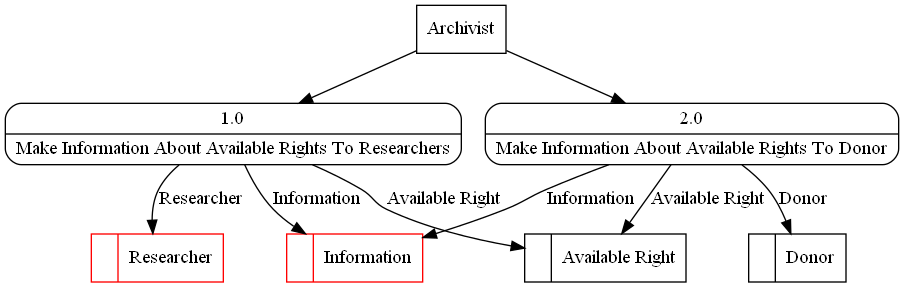 Archivist
1.0
Make Information About Available Rights To Researchers
2.0
Make Information About Available Rights To Donor
Researcher
Information
Available Right
Information
Available Right
Donor
Researcher
Information
Available Right
Donor